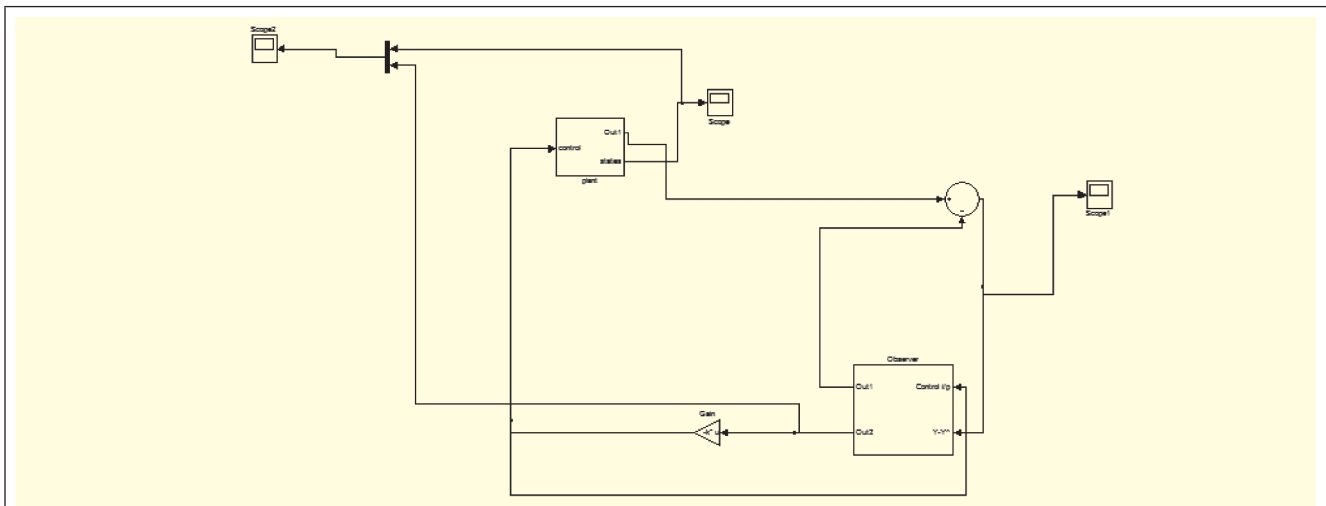 Scope2
Scope
Out1
control
states
plant
+
-
Scope1
Observer
Out1
Control i/p
Gain
-k* u
Out2
Y-Y^